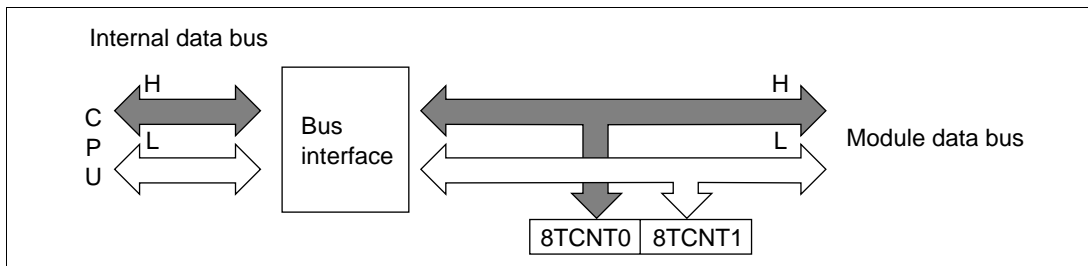 Internal data bus
H
H
C
P
U
L
Bus
interface
L
Module data bus
8TCNT0
8TCNT1